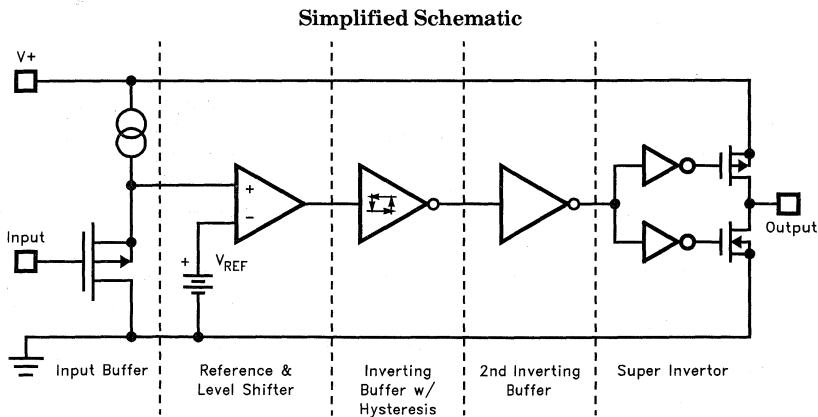 Simplified Schematic
V+
Input
+
−
+
VREF
Output
Input Buffer
Reference &
Level Shifter
Inverting
Buffer w/
Hysteresis
2nd Inverting
Buffer
Super Invertor